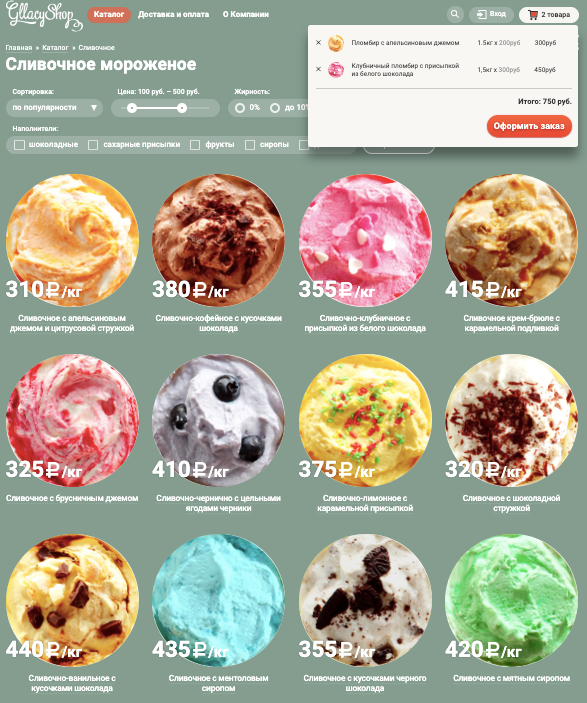 GllacyShop
Каталог Доставка и оплата О Компании
Вход 2 товара
Главная » Каталог » Сливочное
Сливочное мороженое
Пломбир с апельсиновым джемом 1.5кг x 200руб 300руб
Клубничный пломбир с присыпкой
из белого шоколада 1,5кг x 300руб 450руб
Итого: 750 руб.
Оформить заказ
Сортировка: Цена: 100 руб. – 500 руб. Жирность:
по популярности 0% до 10%
Наполнители:
шоколадные сахарные присыпки фрукты сиропы
310₽/кг 380₽/кг 355₽/кг 415₽/кг
Сливочное с апельсиновым
джемом и цитрусовой стружкой
Сливочно-кофейное с кусочками
шоколада
Сливочно-клубничное с
присыпкой из белого шоколада
Сливочное крем-брюле с
карамельной подливкой
325₽/кг 410₽/кг 375₽/кг 320₽/кг
Сливочное с брусничным джемом
Сливочно-чернично с цельными
ягодами черники
Сливочно-лимонное с
карамельной присыпкой
Сливочное с шоколадной
стружкой
440₽/кг 435₽/кг 355₽/кг 420₽/кг
Сливочно-ванильное с
кусочками шоколада
Сливочное с ментоловым
сиропом
Сливочное с кусочками черного
шоколада
Сливочное с мятным сиропом